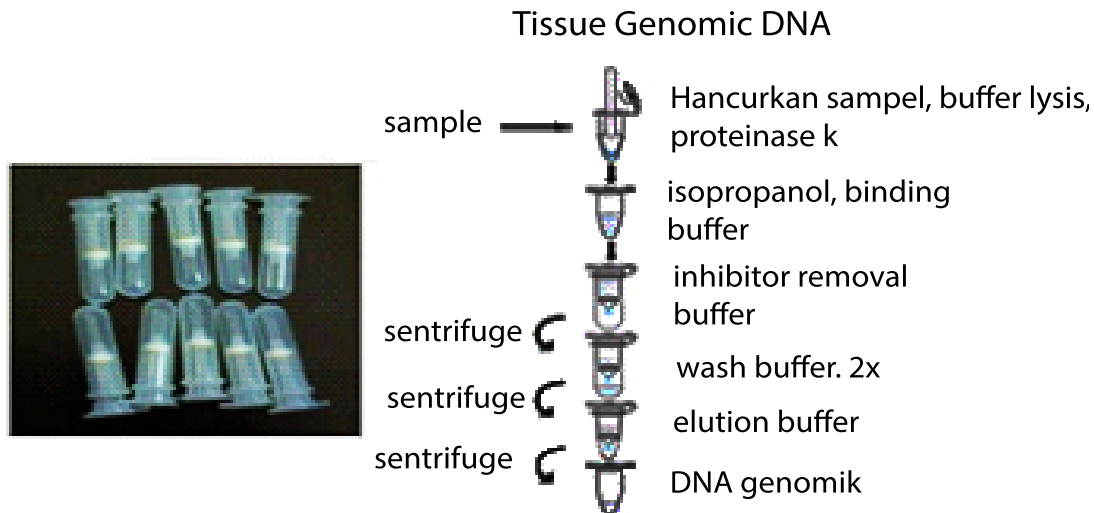 Tissue Genomic DNA
sample
Hancurkan sampel, buffer lysis,
proteinase k
isopropanol, binding
buffer
inhibitor removal
buffer
sentrifuge
wash buffer. 2x
sentrifuge
elution buffer
sentrifuge
DNA genomik